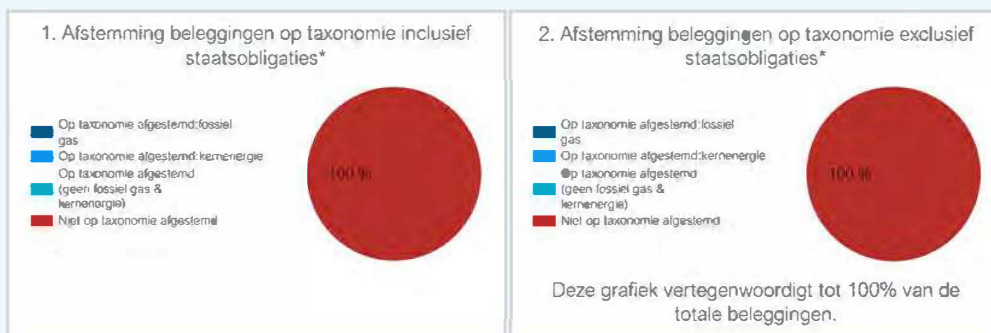 1. Afstemming beleggingen op taxonomie inclusief
staatsobligaties*
Op taxonomie afgestemd:fossiel
gas
Op taxonomie afgestemd:kernenergie
Op taxonomie afgestemd
(geen fossiel gas &
kernenergie)
Niet op taxonomie afgestemd
100 %
2. Afstemming beleggingen op taxonomie exclusief
staatsobligaties*
Op taxonomie afgestemd:fossiel
gas
Op taxonomie afgestemd:kernenergie
Op taxonomie afgestemd
(geen fossiel gas &
kernenergie)
Niet op taxonomie afgestemd
100 %
Deze grafiek vertegenwoordigt tot 100% van de
totale beleggingen.